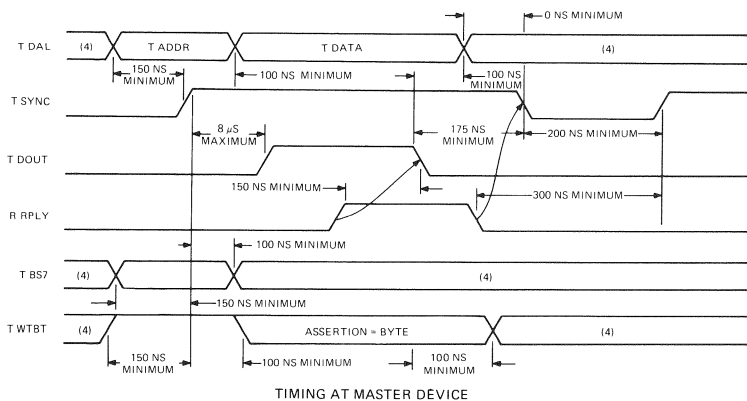 0 NS MINIMUM
T DAL
(4)
T ADDR
T DATA
(4)
150 NS
MINIMUM
100 NS MINIMUM
100 NS
MINIMUM
T SYNC
8 µS
MAXIMUM
175 NS
MINIMUM
200 NS MINIMUM
T DOUT
150 NS MINIMUM
300 NS MINIMUM
R RPLY
100 NS MINIMUM
T BS7
(4)
(4)
150 NS MINIMUM
T WTBT
(4)
ASSERTION = BYTE
(4)
150 NS
MINIMUM
100 NS MINIMUM
100 NS
MINIMUM
TIMING AT MASTER DEVICE